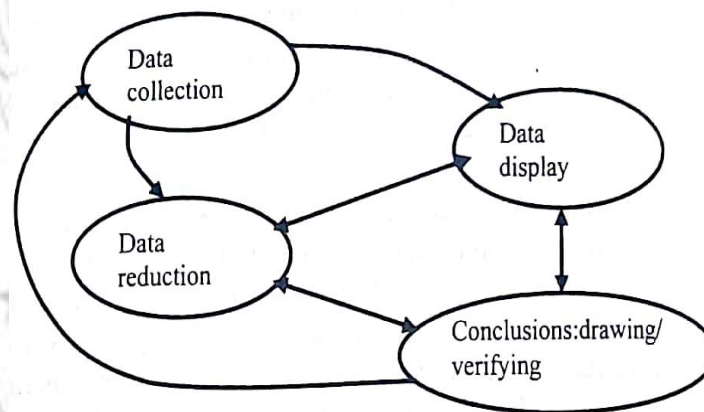 Data
collection
Data
display
Data
reduction
Conclusions:drawing/
verifying